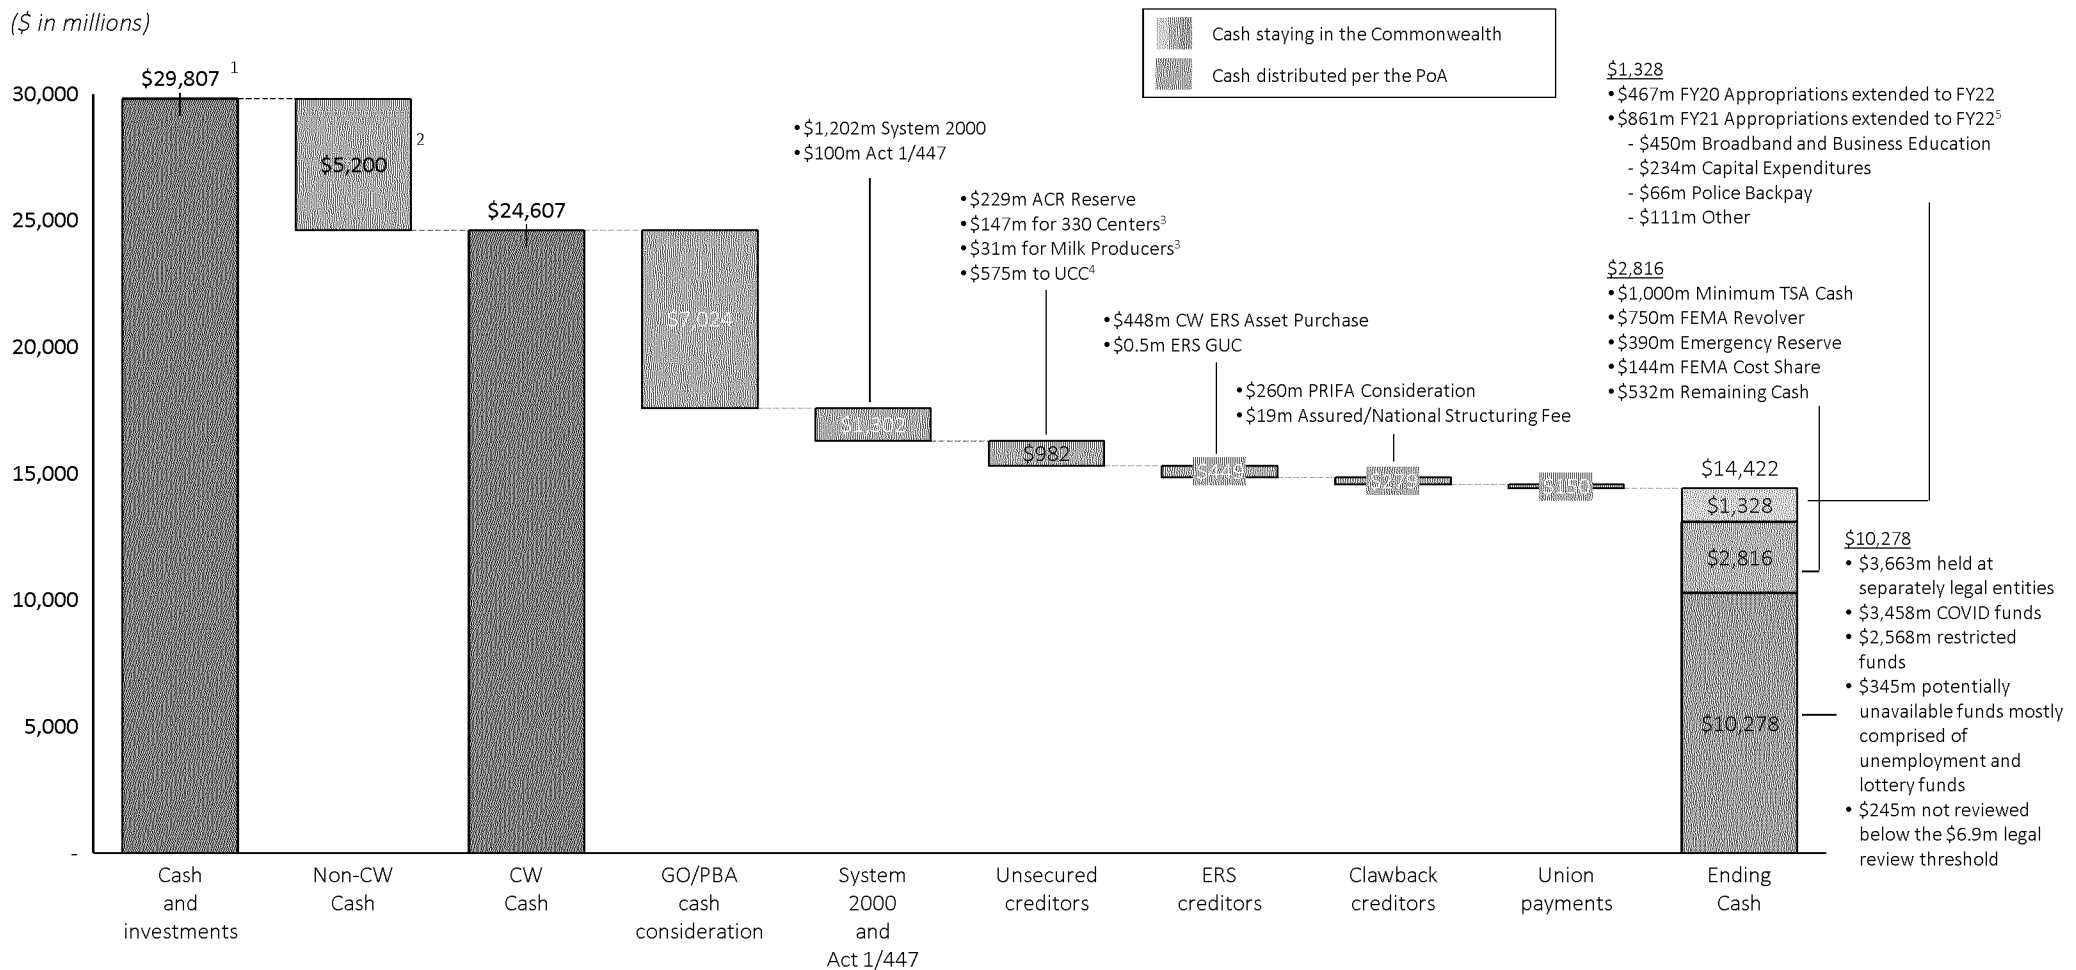 ($ in millions)
Cash staying in the Commonwealth
Cash distributed per the PoA
30,000
25,000
20,000
15,000
10,000
5,000
-
$29,807 1
$5,200 2
$24,607
$7,024
$1,302
$982
$449
$279
$150
$14,422
$1,328
$2,816
$10,278
•$1,202m System 2000
•$100m Act 1/447
•$229m ACR Reserve
•$147m for 330 Centers3
•$31m for Milk Producers3
•$575m to UCC4
•$448m CW ERS Asset Purchase
•$0.5m ERS GUC
•$260m PRIFA Consideration
•$19m Assured/National Structuring Fee
$1,328
•$467m FY20 Appropriations extended to FY22
•$861m FY21 Appropriations extended to FY225
- $450m Broadband and Business Education
- $234m Capital Expenditures
- $66m Police Backpay
- $111m Other
$2,816
•$1,000m Minimum TSA Cash
•$750m FEMA Revolver
•$390m Emergency Reserve
•$144m FEMA Cost Share
•$532m Remaining Cash
$10,278
• $3,663m held at
separately legal entities
• $3,458m COVID funds
• $2,568m restricted
funds
• $345m potentially
unavailable funds mostly
comprised of
unemployment and
lottery funds
• $245m not reviewed
below the $6.9m legal
review threshold
Cash
and
investments
Non-CW
Cash
CW
Cash
GO/PBA
cash
consideration
System
2000
and
Act 1/447
Unsecured
creditors
ERS
creditors
Clawback
creditors
Union
payments
Ending
Cash